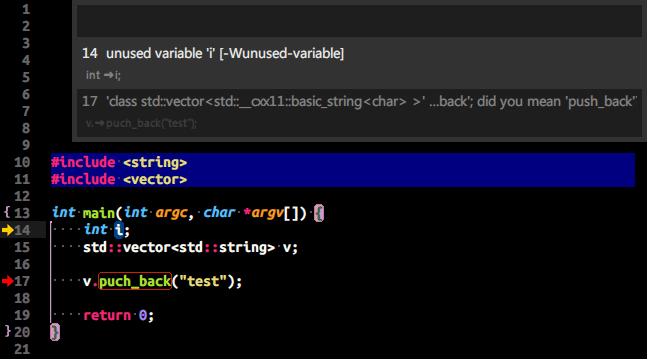 1
2
3
14 unused variable 'i' [-Wunused-variable]
4
int ➔i;
5
6
17 'class std::vector<std::__cxx11::basic_string<char> >' ...back'; did you mean 'push_back'
7
v.➔puch_back("test");
8
9
10 #include <string>
11 #include <vector>
12
{ 13 int main(int argc, char *argv[]) {
14 int i;
15 std::vector<std::string> v;
16
17 v.puch_back("test");
18
19 return 0;
} 20 }
21